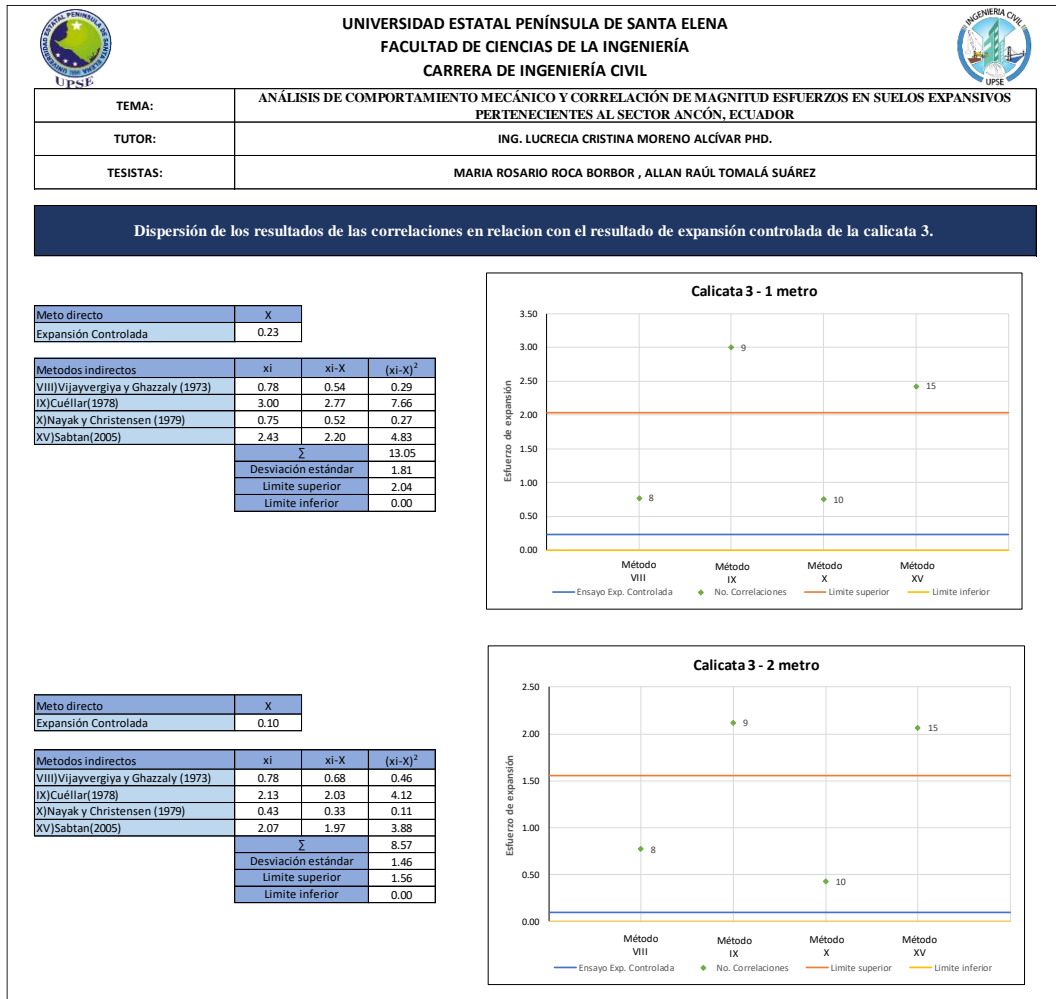 UNIVERSIDAD ESTATAL PENÍNSULA DE SANTA ELENA
FACULTAD DE CIENCIAS DE LA INGENIERÍA
CARRERA DE INGENIERÍA CIVIL
UPSE
INGENIERIA CIVIL
UPSE
TEMA:
ANÁLISIS DE COMPORTAMIENTO MECÁNICO Y CORRELACIÓN DE MAGNITUD ESFUERZOS EN SUELOS EXPANSIVOS
PERTENECIENTES AL SECTOR ANCÓN, ECUADOR
TUTOR: ING. LUCRECIA CRISTINA MORENO ALCÍVAR PHD.
TESISTAS: MARIA ROSARIO ROCA BORBOR , ALLAN RAÚL TOMALÁ SUÁREZ
Dispersión de los resultados de las correlaciones en relacion con el resultado de expansión controlada de la calicata 3.
Meto directo X
Expansión Controlada 0.23
Metodos indirectos xi xi-X (xi-X)²
VIII)Vijayvergiya y Ghazzaly (1973) 0.78 0.54 0.29
IX)Cuéllar(1978) 3.00 2.77 7.66
X)Nayak y Christensen (1979) 0.75 0.52 0.27
XV)Sabtan(2005) 2.43 2.20 4.83
∑ 13.05
Desviación estándar 1.81
Limite superior 2.04
Limite inferior 0.00
Calicata 3 - 1 metro
3.50
3.00
2.50
2.00
1.50
1.00
0.50
0.00
Esfuerzo de expansión
8
9
10
15
Método VIII
Método IX
Método X
Método XV
Ensayo Exp. Controlada No. Correlaciones Limite superior Limite inferior
Meto directo X
Expansión Controlada 0.10
Metodos indirectos xi xi-X (xi-X)²
VIII)Vijayvergiya y Ghazzaly (1973) 0.78 0.68 0.46
IX)Cuéllar(1978) 2.13 2.03 4.12
X)Nayak y Christensen (1979) 0.43 0.33 0.11
XV)Sabtan(2005) 2.07 1.97 3.88
∑ 8.57
Desviación estándar 1.46
Limite superior 1.56
Limite inferior 0.00
Calicata 3 - 2 metro
2.50
2.00
1.50
1.00
0.50
0.00
Esfuerzo de expansión
8
9
10
15
Método VIII
Método IX
Método X
Método XV
Ensayo Exp. Controlada No. Correlaciones Limite superior Limite inferior